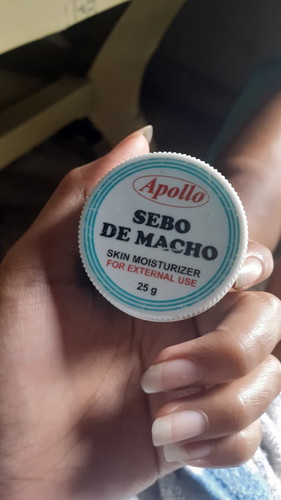 Apollo
SEBO
DE MACHO
SKIN MOISTURIZER
FOR EXTERNAL USE
25 g